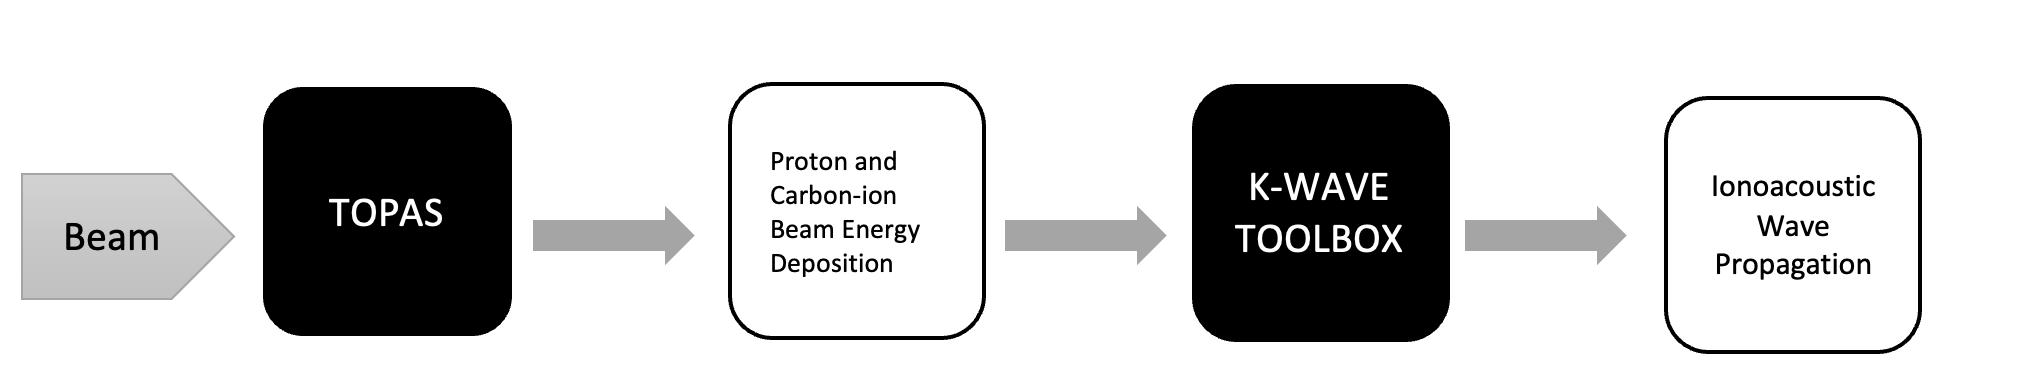 Beam
TOPAS
Proton and
Carbon-ion
Beam Energy
Deposition
K-WAVE
TOOLBOX
Ionoacoustic
Wave
Propagation